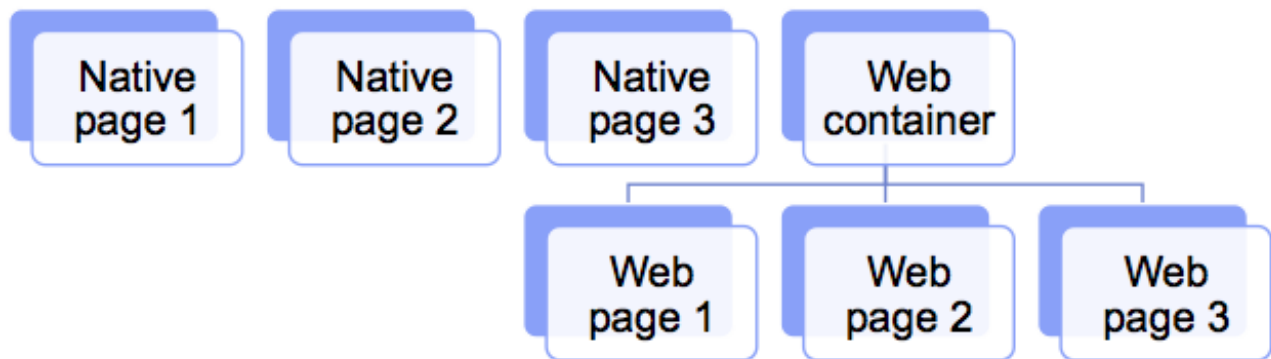 Native
page 1
Native
page 2
Native
page 3
Web
container
Web
page 1
Web
page 2
Web
page 3